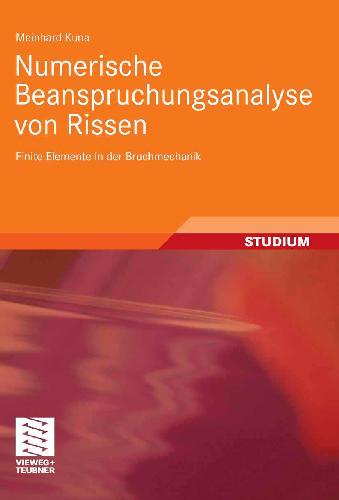 Meinhard Kuna
Numerische
Beanspruchungsanalyse
von Rissen
Finite Elemente in der Bruchmechanik
STUDIUM
VIEWEG+
TEUBNER